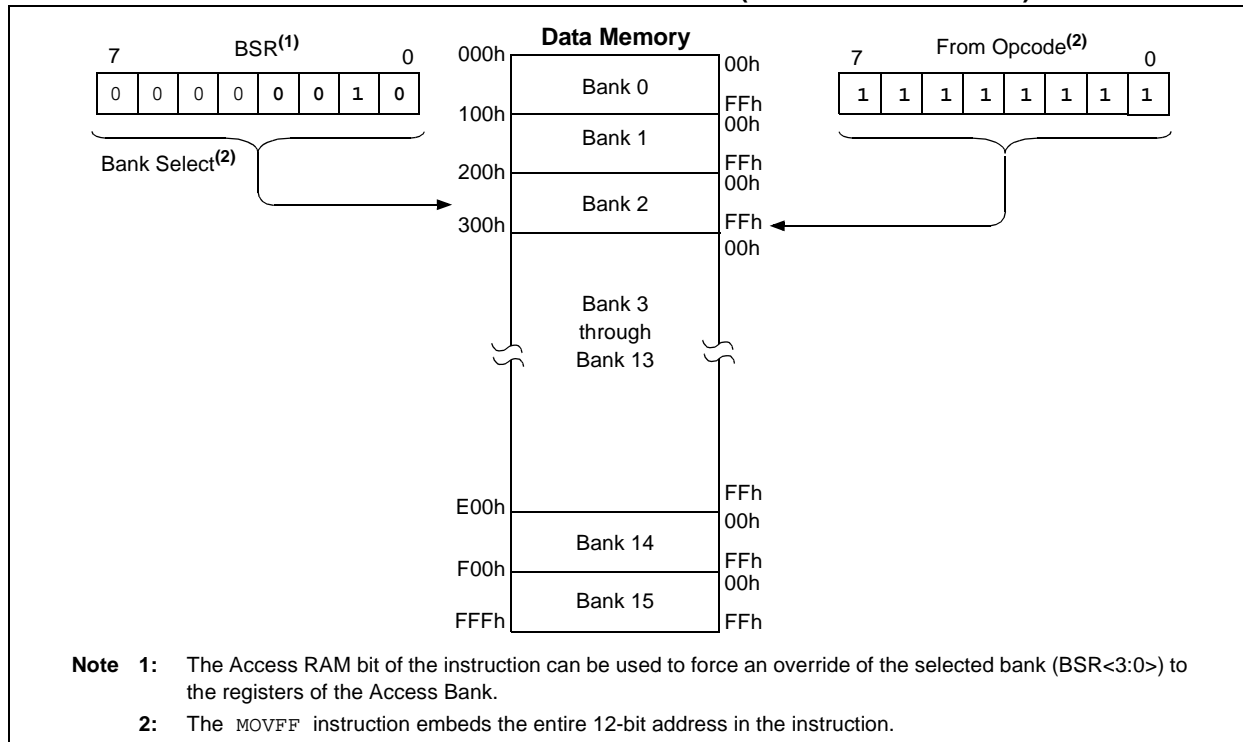 Data Memory
7 BSR(1) 0
0 0 0 0 0 0 1 0
Bank Select(2)
000h
100h
200h
300h
E00h
F00h
FFFh
Bank 0
Bank 1
Bank 2
Bank 3
through
Bank 13
Bank 14
Bank 15
00h
FFh
00h
FFh
00h
FFh
00h
FFh
00h
FFh
00h
FFh
7 From Opcode(2) 0
1 1 1 1 1 1 1 1
Note 1: The Access RAM bit of the instruction can be used to force an override of the selected bank (BSR<3:0>) to
the registers of the Access Bank.
2: The MOVFF instruction embeds the entire 12-bit address in the instruction.